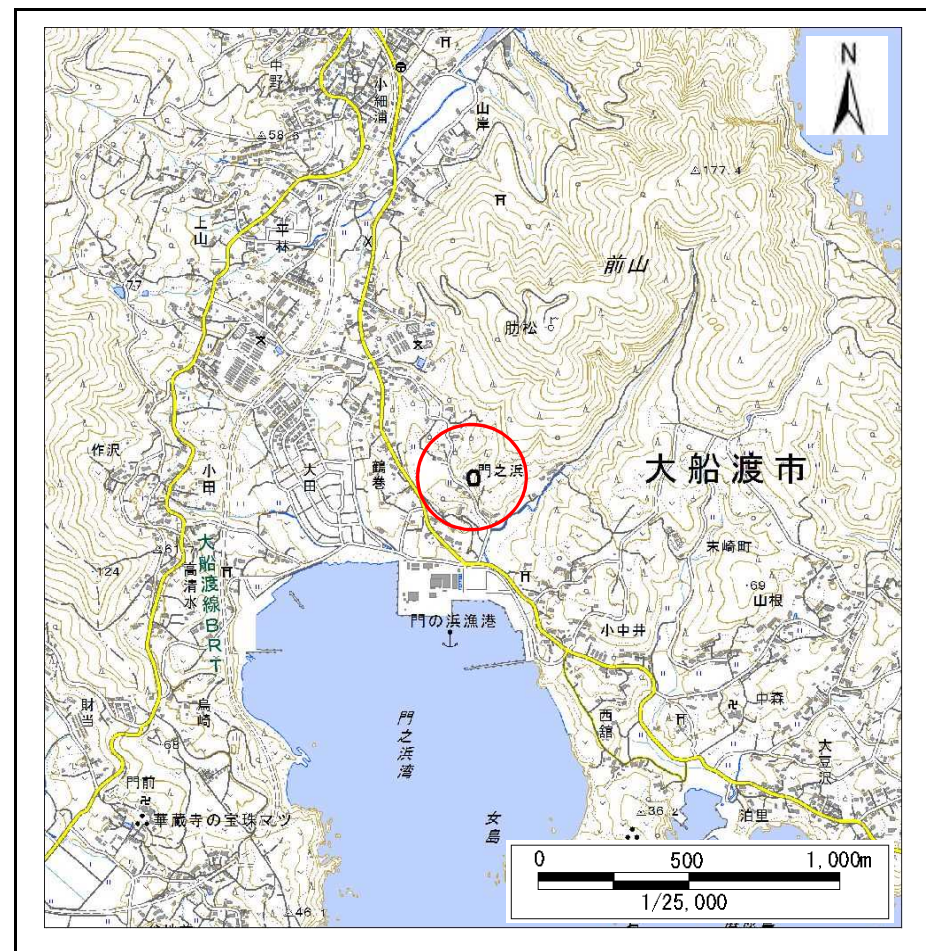 中野
小細浦
山岸
58.5
N
177.4
上山
平林
前山
77
肋松
作沢
小田
大田
鶴巻
門之浜
大船渡市
61
末崎町
124
高清水
大船渡線BRT
69
山根
門の浜漁港
小中井
財当
烏崎
中森
西舘
68
門之浜湾
大豆沢
門前
華蔵寺の宝珠マツ
女島
36.2
泊里
46.1
0 500 1,000m
1/25,000